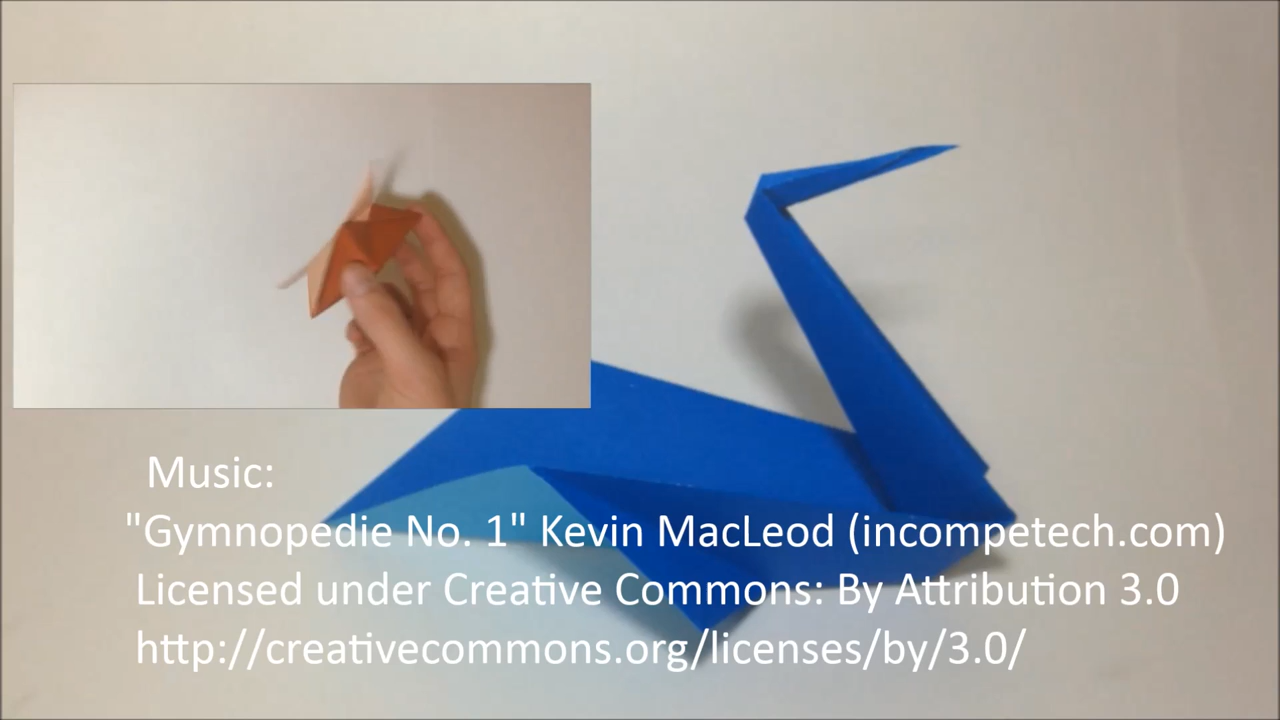 Music:
"Gymnopedie No. 1" Kevin MacLeod (incompetech.com)
Licensed under Creative Commons: By Attribution 3.0
http://creativecommons.org/licenses/by/3.0/